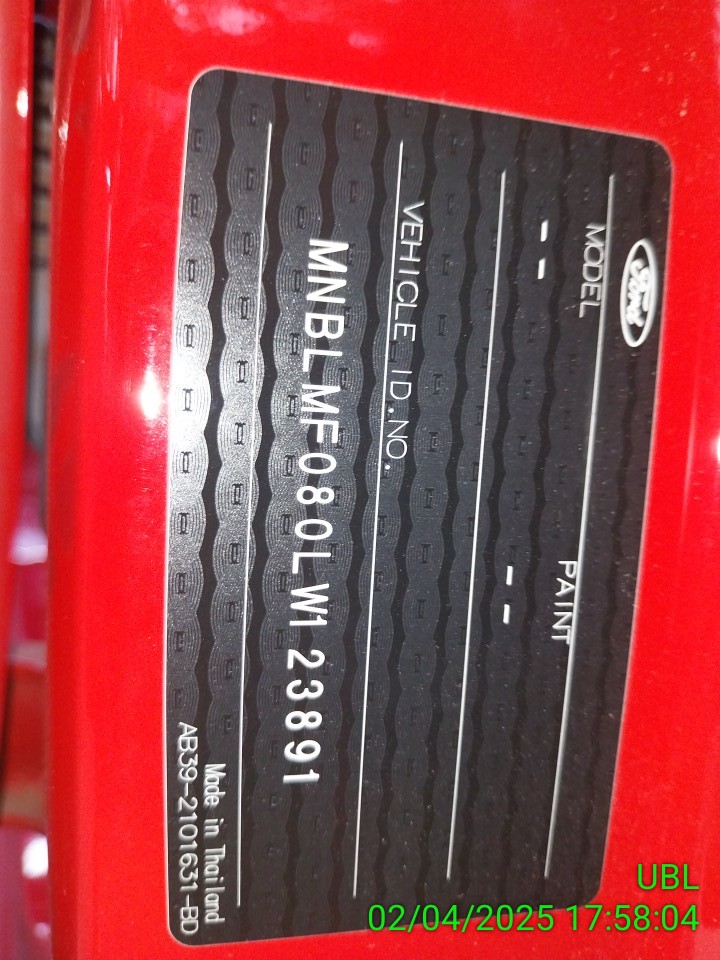 Ford
MODEL PAINT
-- --
VEHICLE ID.NO.
MNBLMF080LW123891
Made in Thailand
AB39-2101631-BD
UBL
02/04/2025 17:58:04